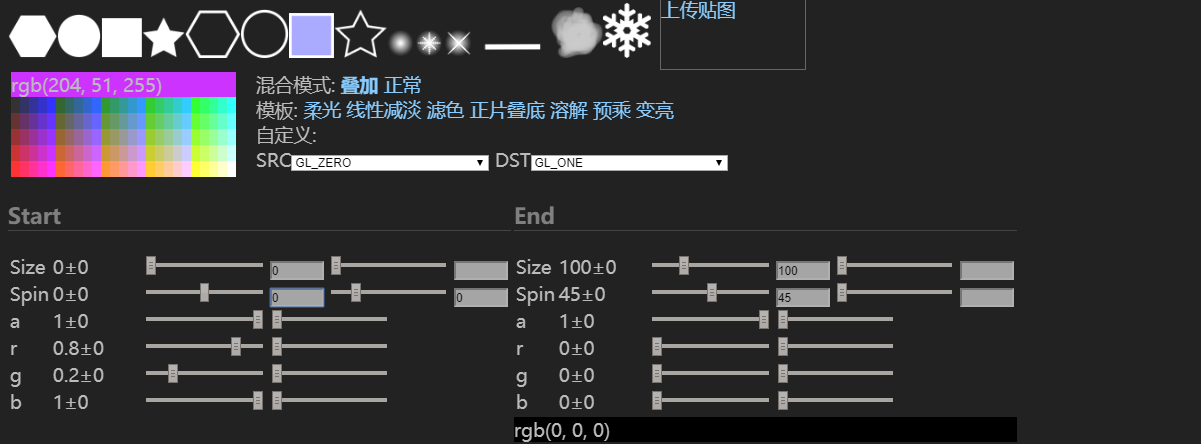 上传贴图
rgb(204, 51, 255)
混合模式: 叠加 正常
模板: 柔光 线性减淡 滤色 正片叠底 溶解 预乘 变亮
自定义:
SRC GL_ZERO DST GL_ONE
Start
Size 0±0 0
Spin 0±0 0 0
a 1±0
r 0.8±0
g 0.2±0
b 1±0
End
Size 100±0 100
Spin 45±0 45
a 1±0
r 0±0
g 0±0
b 0±0
rgb(0, 0, 0)